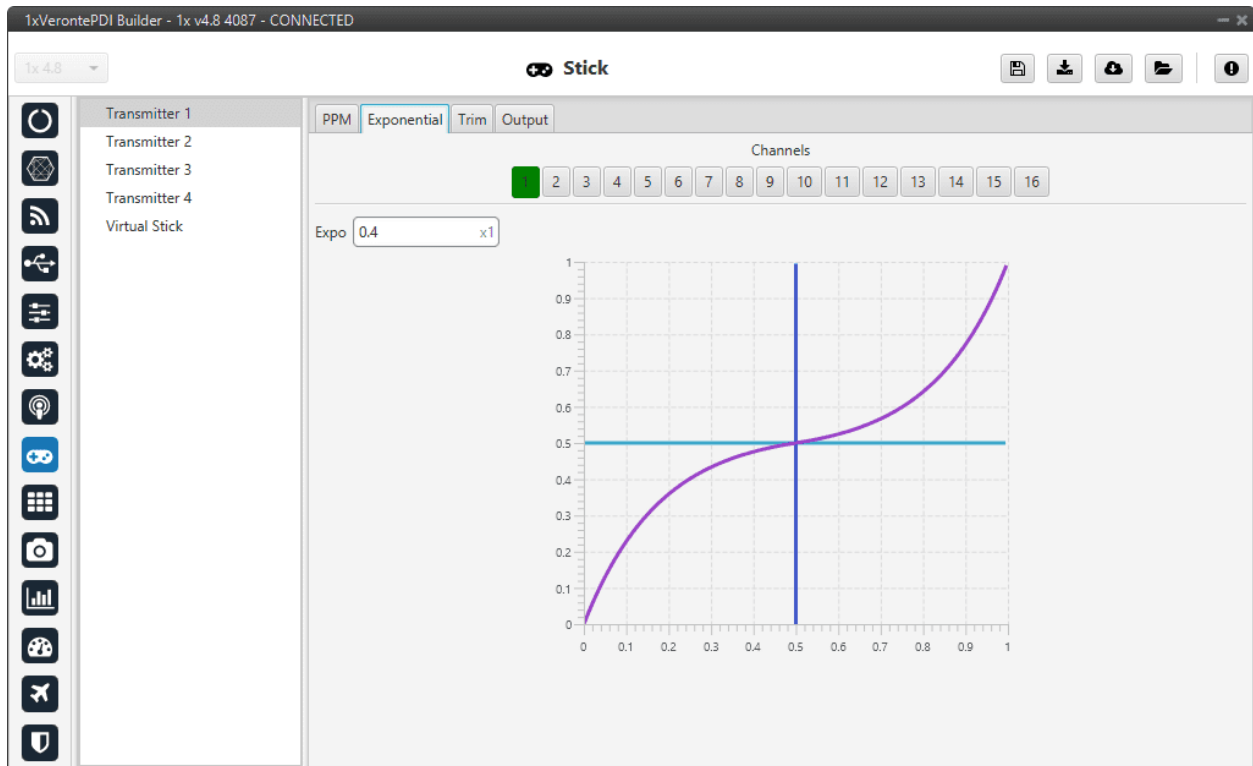 1xVerontePDI Builder - 1x v4.8 4087 - CONNECTED
1x 4.8
Stick
Transmitter 1
Transmitter 2
Transmitter 3
Transmitter 4
Virtual Stick
PPM Exponential Trim Output
Channels
1 2 3 4 5 6 7 8 9 10 11 12 13 14 15 16
Expo 0.4 x1
1
0.9
0.8
0.7
0.6
0.5
0.4
0.3
0.2
0.1
0
0 0.1 0.2 0.3 0.4 0.5 0.6 0.7 0.8 0.9 1